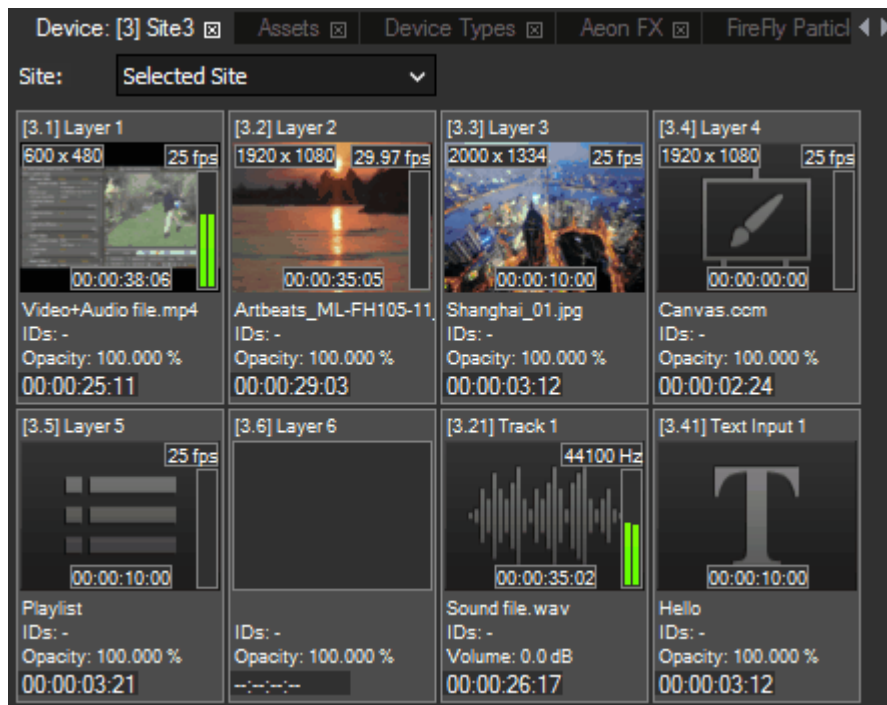 Device: [3] Site3 Assets Device Types Aeon FX FireFly Particl
Site: Selected Site
[3.1] Layer 1
600 x 480 25 fps
00:00:38:06
Video+Audio file.mp4
IDs: -
Opacity: 100.000 %
00:00:25:11
[3.2] Layer 2
1920 x 1080 29.97 fps
00:00:35:05
Artbeats_ML-FH105-11_
IDs: -
Opacity: 100.000 %
00:00:29:03
[3.3] Layer 3
2000 x 1334 25 fps
00:00:10:00
Shanghai_01.jpg
IDs: -
Opacity: 100.000 %
00:00:03:12
[3.4] Layer 4
1920 x 1080 25 fps
00:00:00:00
Canvas.ccm
IDs: -
Opacity: 100.000 %
00:00:02:24
[3.5] Layer 5
25 fps
00:00:10:00
Playlist
IDs: -
Opacity: 100.000 %
00:00:03:21
[3.6] Layer 6
IDs: -
Opacity: 100.000 %
--:--:--:--
[3.21] Track 1
44100 Hz
00:00:35:02
Sound file.wav
IDs: -
Volume: 0.0 dB
00:00:26:17
[3.41] Text Input 1
T
00:00:10:00
Hello
IDs: -
Opacity: 100.000 %
00:00:03:12